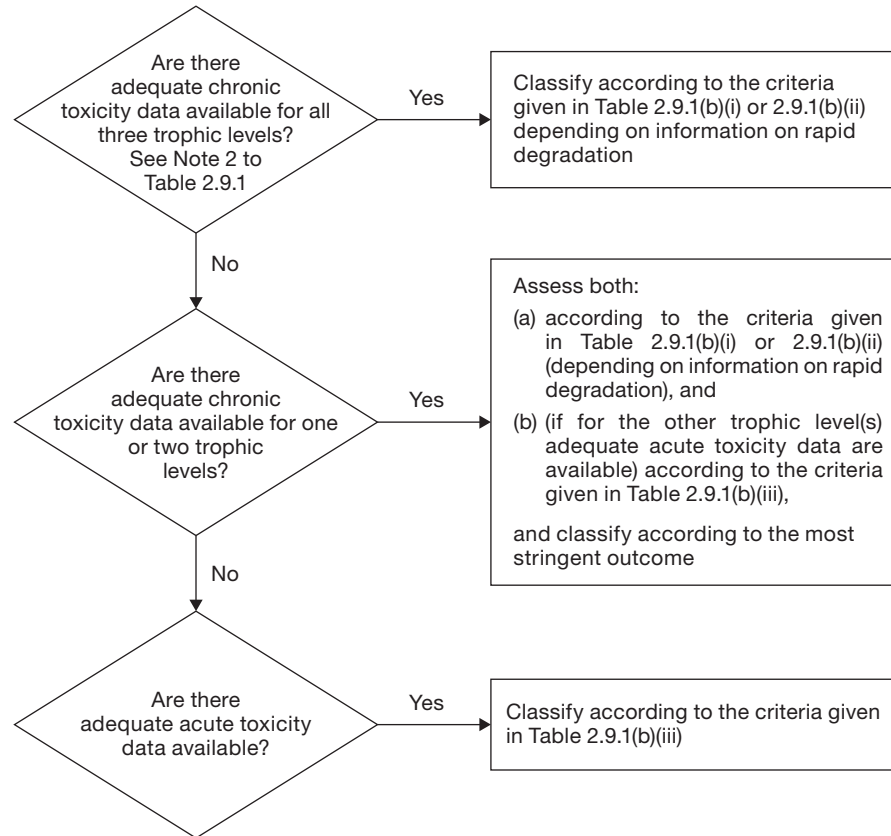 Are there
adequate chronic
toxicity data available for all
three trophic levels?
See Note 2 to
Table 2.9.1
Yes
Classify according to the criteria
given in Table 2.9.1(b)(i) or 2.9.1(b)(ii)
depending on information on rapid
degradation
No
Are there
adequate chronic
toxicity data available for one
or two trophic
levels?
Yes
Assess both:
(a) according to the criteria given
in Table 2.9.1(b)(i) or 2.9.1(b)(ii)
(depending on information on rapid
degradation), and
(b) (if for the other trophic level(s)
adequate acute toxicity data are
available) according to the criteria
given in Table 2.9.1(b)(iii),
and classify according to the most
stringent outcome
No
Are there
adequate acute toxicity
data available?
Yes
Classify according to the criteria given
in Table 2.9.1(b)(iii)